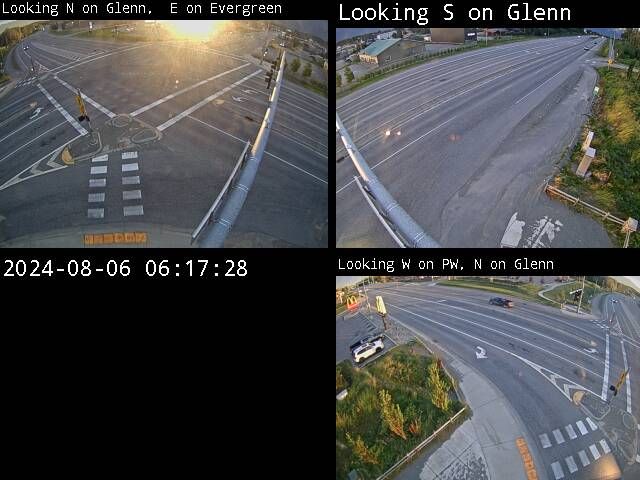 Looking N on Glenn,  E on Evergreen
Looking S on Glenn
2024-08-06 06:17:28
Looking W on PW, N on Glenn